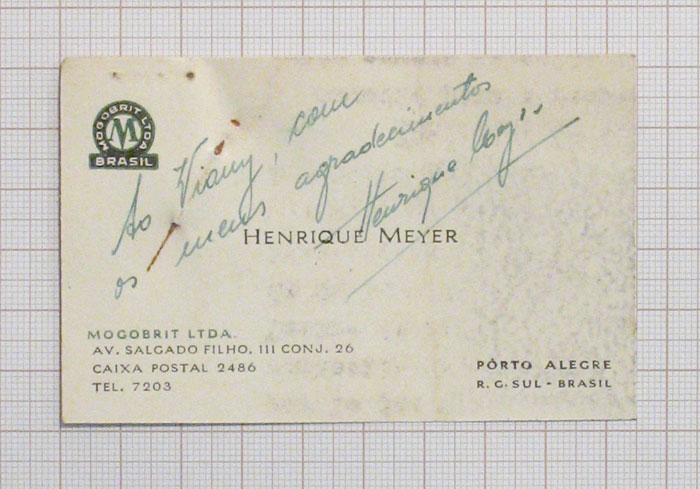 MOGOBRIT LTDA
M
BRASIL
Ao Viany, com
os meus agradecimentos
Henrique
HENRIQUE MEYER
MOGOBRIT LTDA.
AV. SALGADO FILHO, 111 CONJ. 26
CAIXA POSTAL 2486
TEL. 7203
PÔRTO ALEGRE
R. G. SUL - BRASIL